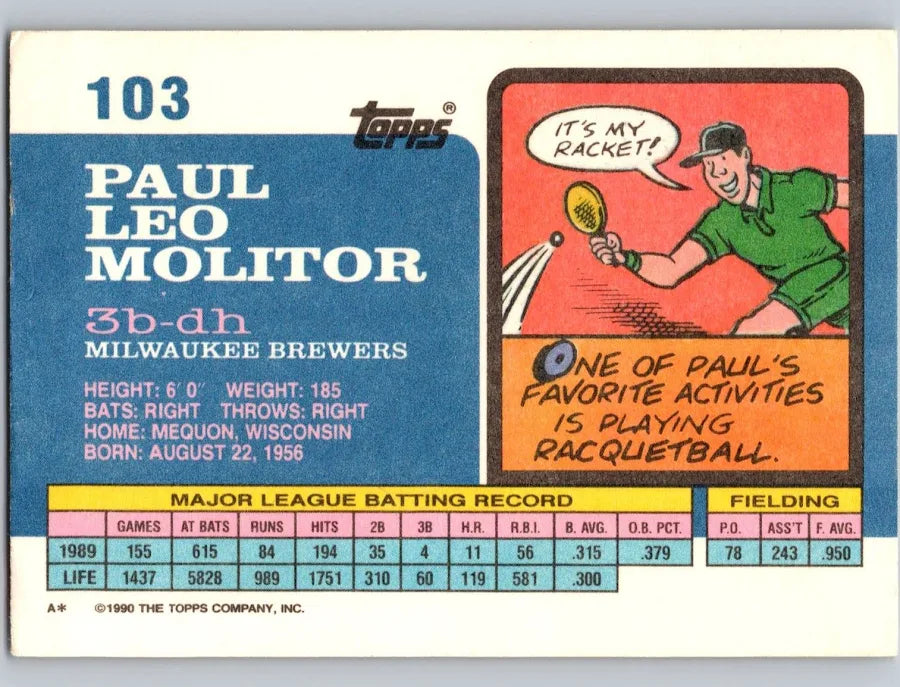 103
Topps®
PAUL
LEO
MOLITOR
3b-dh
MILWAUKEE BREWERS
HEIGHT: 6' 0" WEIGHT: 185
BATS: RIGHT THROWS: RIGHT
HOME: MEQUON, WISCONSIN
BORN: AUGUST 22, 1956
IT'S MY
RACKET!
ONE OF PAUL'S
FAVORITE ACTIVITIES
IS PLAYING
RACQUETBALL.
MAJOR LEAGUE BATTING RECORD
GAMES AT BATS RUNS HITS 2B 3B H.R. R.B.I. B. AVG. O.B. PCT.
1989 155 615 84 194 35 4 11 56 .315 .379
LIFE 1437 5828 989 1751 310 60 119 581 .300
FIELDING
P.O. ASS'T F. AVG.
78 243 .950
A* ©1990 THE TOPPS COMPANY, INC.